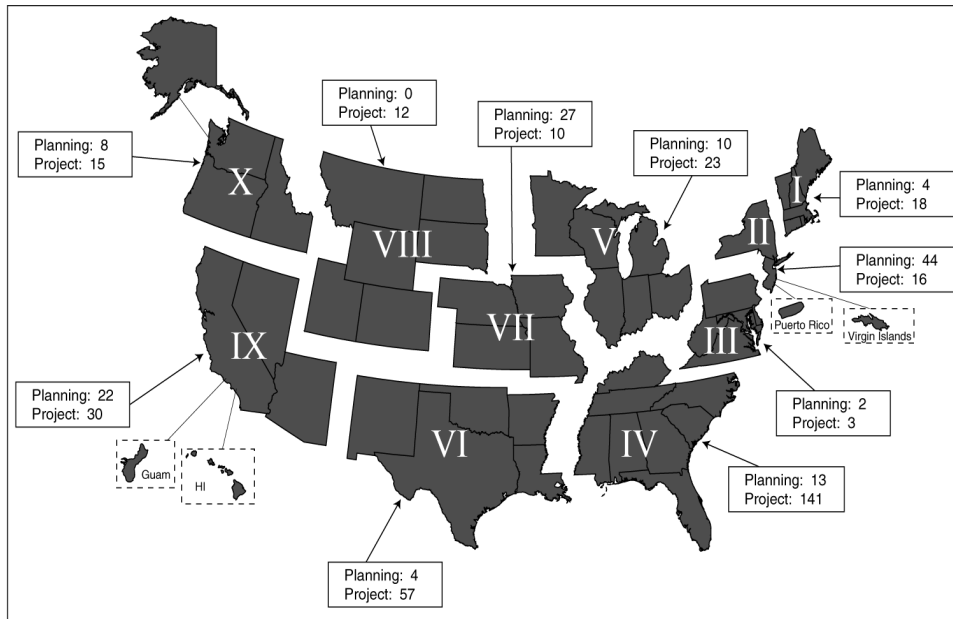 Planning: 0
Project: 12
Planning: 27
Project: 10
Planning: 8
Project: 15
Planning: 10
Project: 23
X
I
Planning: 4
Project: 18
VIII
V
II
Planning: 44
Project: 16
VII
Puerto Rico
Virgin Islands
IX
III
Planning: 22
Project: 30
Planning: 2
Project: 3
VI
IV
Guam
HI
Planning: 13
Project: 141
Planning: 4
Project: 57